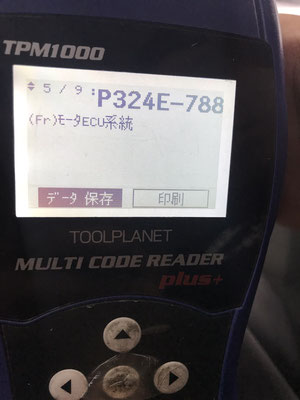 TPM1000
5/9:P324E-788
(Fr)ﾓｰﾀECU系統
データ 保存
印刷
TOOLPLANET
MULTI CODE READER
plus+